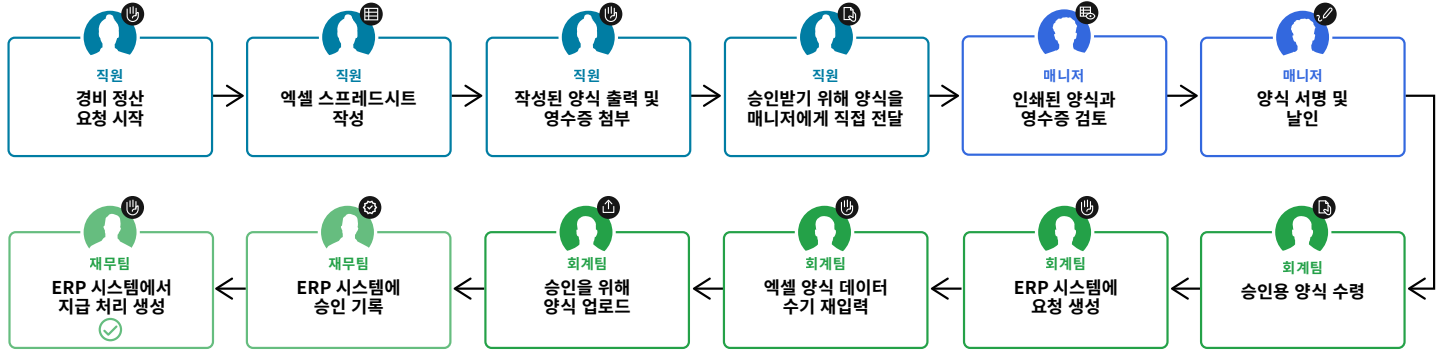 직원
경비 정산
요청 시작
직원
엑셀 스프레드시트
작성
직원
작성된 양식 출력 및
영수증 첨부
직원
승인받기 위해 양식을
매니저에게 직접 전달
매니저
인쇄된 양식과
영수증 검토
매니저
양식 서명 및
날인
회계팀
승인용 양식 수령
회계팀
ERP 시스템에
요청 생성
회계팀
엑셀 양식 데이터
수기 재입력
회계팀
승인을 위해
양식 업로드
재무팀
ERP 시스템에
승인 기록
재무팀
ERP 시스템에서
지급 처리 생성